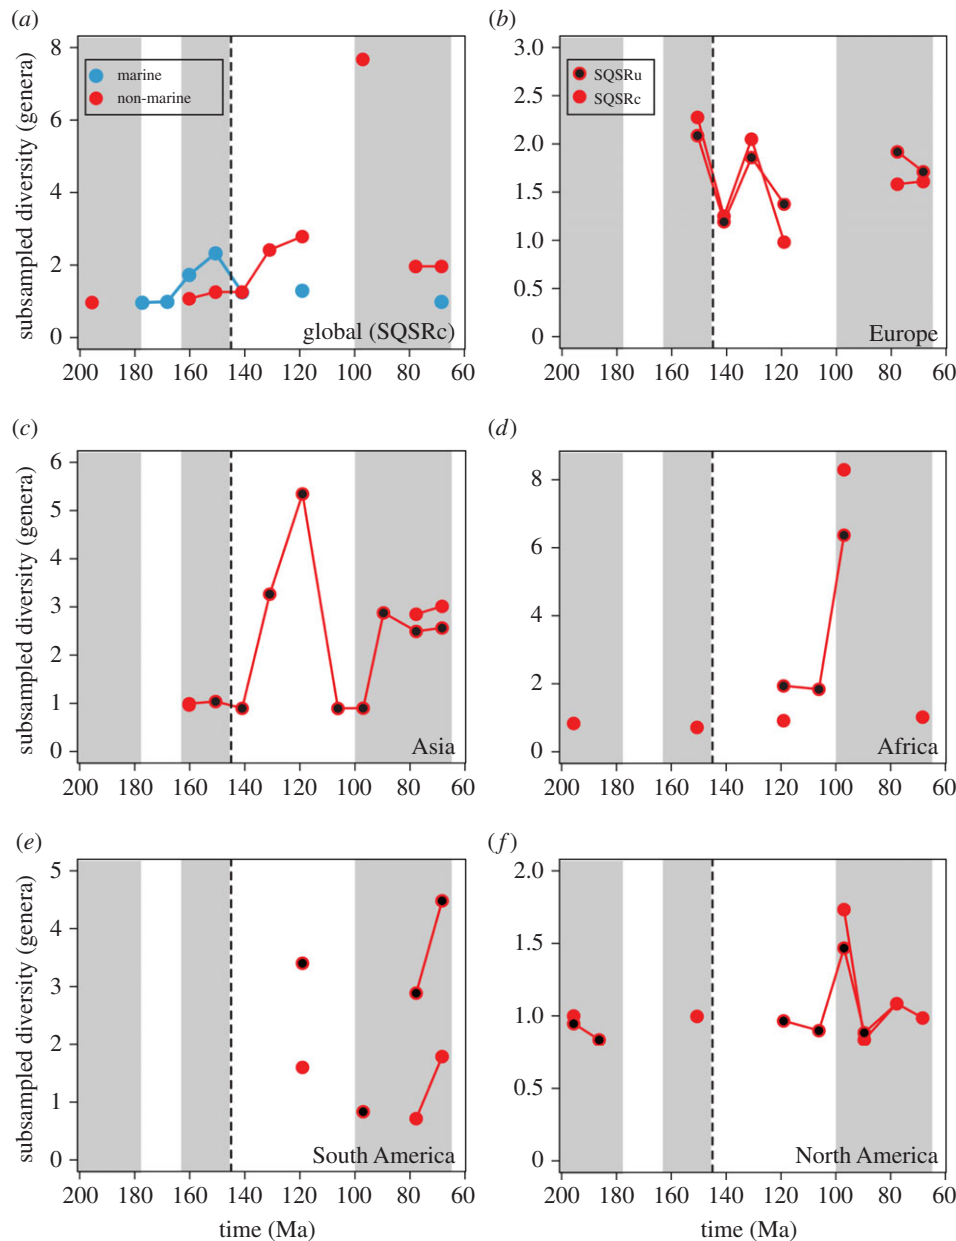 (a)
subsampled diversity (genera)
8
6
4
2
0
marine
non-marine
global (SQSRc)
200 180 160 140 120 100 80 60
(b)
3.0
2.5
2.0
1.5
1.0
0.5
0
SQSRu
SQSRc
Europe
200 180 160 140 120 100 80 60
(c)
subsampled diversity (genera)
6
5
4
3
2
1
0
Asia
200 180 160 140 120 100 80 60
(d)
8
6
4
2
0
Africa
200 180 160 140 120 100 80 60
(e)
subsampled diversity (genera)
5
4
3
2
1
0
South America
200 180 160 140 120 100 80 60
time (Ma)
(f)
2.0
1.5
1.0
0.5
0
North America
200 180 160 140 120 100 80 60
time (Ma)